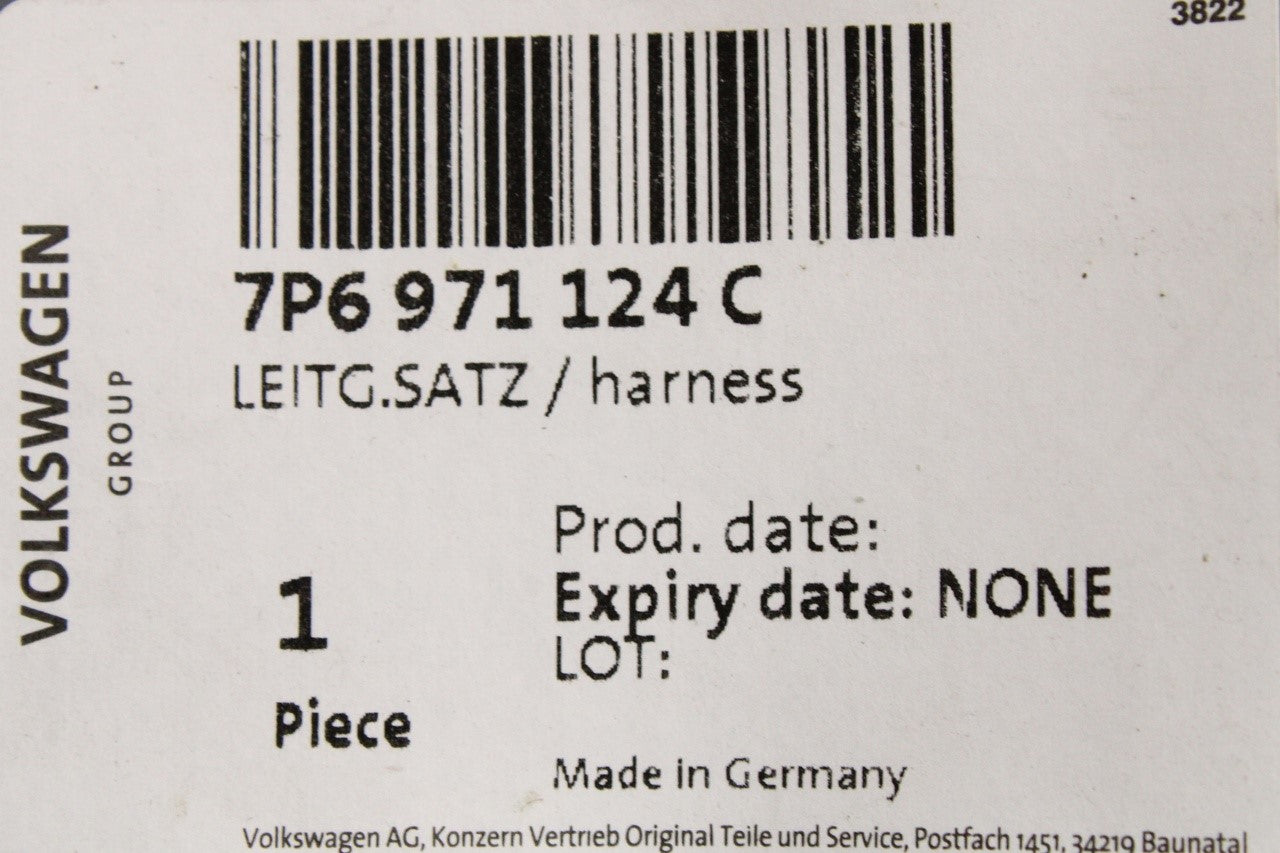 3822
7P6 971 124 C
LEITG.SATZ / harness
VOLKSWAGEN
GROUP
Prod. date:
Expiry date: NONE
LOT:
1
Piece
Made in Germany
Volkswagen AG, Konzern Vertrieb Original Teile und Service, Postfach 1451, 34219 Baunatal